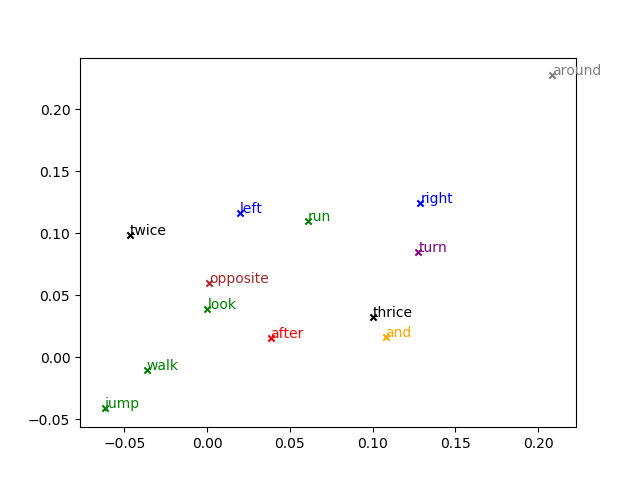 around
0.20
0.15
left
right
run
twice
0.10
turn
opposite
0.05
look
thrice
after
and
0.00
walk
jump
−0.05
−0.05 0.00 0.05 0.10 0.15 0.20